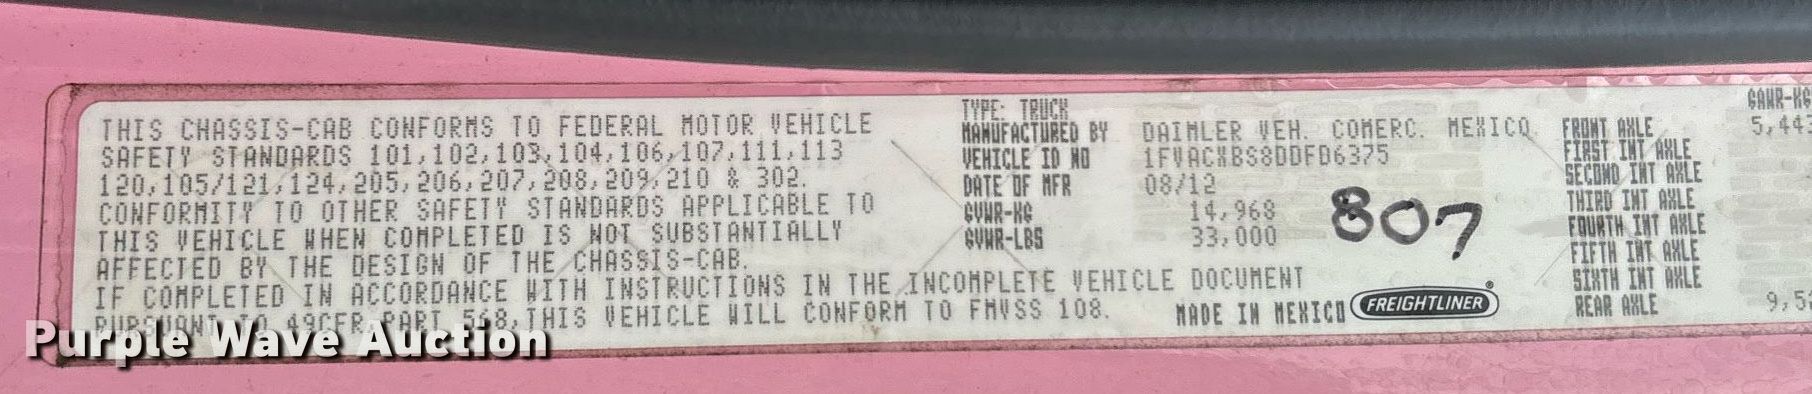 THIS CHASSIS-CAB CONFORMS TO FEDERAL MOTOR VEHICLE
SAFETY STANDARDS 101,102,103,104,106,107,111,113
120,105/121,124,205,206,207,208,209,210 & 302.
CONFORMITY TO OTHER SAFETY STANDARDS APPLICABLE TO
THIS VEHICLE WHEN COMPLETED IS NOT SUBSTANTIALLY
AFFECTED BY THE DESIGN OF THE CHASSIS-CAB.
IF COMPLETED IN ACCORDANCE WITH INSTRUCTIONS IN THE INCOMPLETE VEHICLE DOCUMENT
PURSUANT TO 49CFR PART 568,THIS VEHICLE WILL CONFORM TO FMVSS 108.
TYPE: TRUCK
MANUFACTURED BY DAIMLER VEH. COMERC. MEXICO
VEHICLE ID NO 1FVACXBS8DDFD6375
DATE OF MFR 08/12
GVWR-KG 14,968
GVWR-LBS 33,000
807
MADE IN MEXICO FREIGHTLINER®
GAWR-KG
FRONT AXLE 5,443
FIRST INT AXLE
SECOND INT AXLE
THIRD INT AXLE
FOURTH INT AXLE
FIFTH INT AXLE
SIXTH INT AXLE
REAR AXLE
Purple Wave Auction